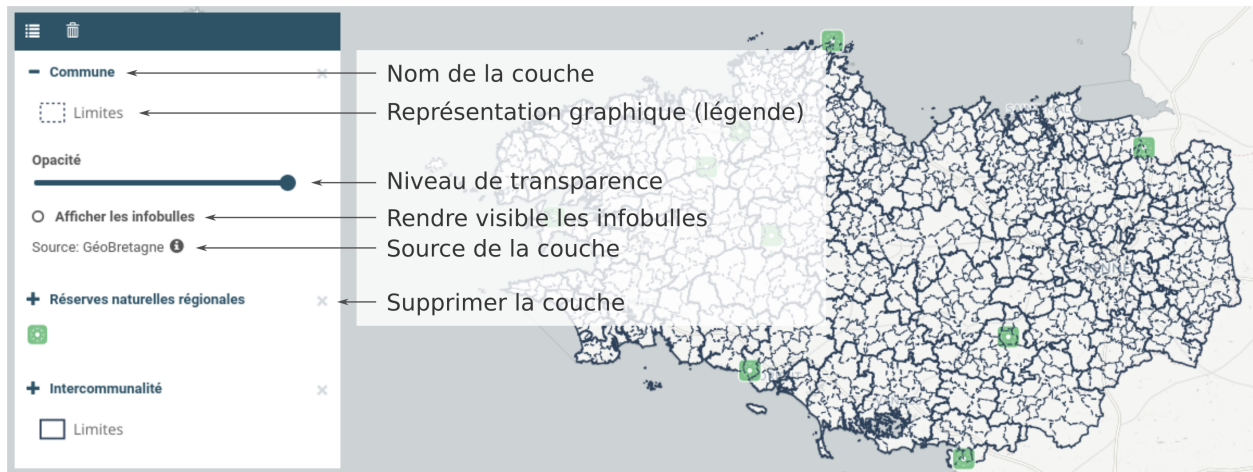 Commune
Nom de la couche
Limites
Représentation graphique (légende)
Opacité
Niveau de transparence
Afficher les infobulles
Rendre visible les infobulles
Source: GéoBretagne
Source de la couche
Réserves naturelles régionales
Supprimer la couche
Intercommunalité
Limites